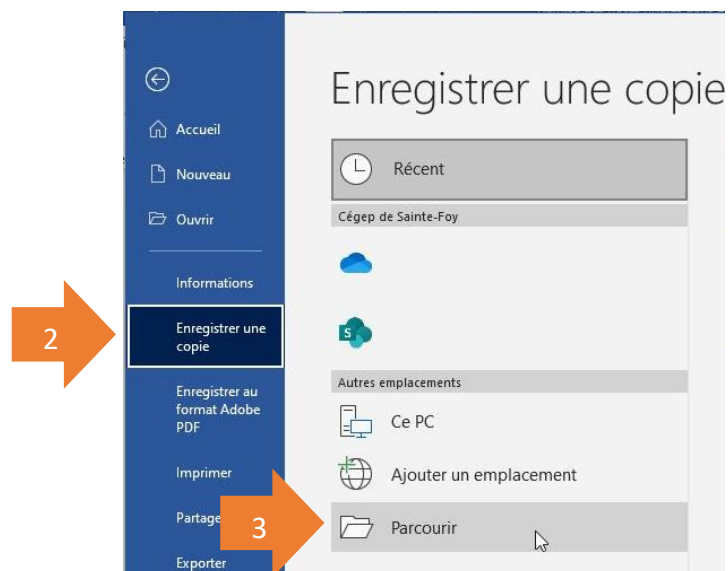 Enregistrer une copie
Accueil
Nouveau
Ouvrir
Informations
Enregistrer une
copie
Enregistrer au
format Adobe
PDF
Imprimer
Partage
Exporter
Récent
Cégep de Sainte-Foy
S
Autres emplacements
Ce PC
Ajouter un emplacement
Parcourir
2
3